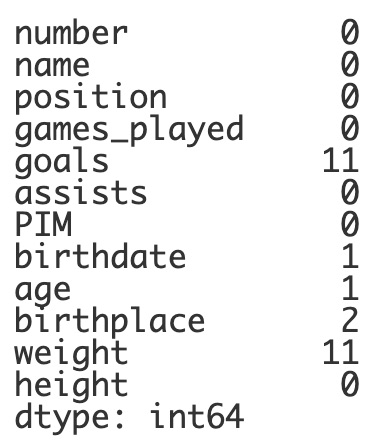 number 0
name 0
position 0
games_played 0
goals 11
assists 0
PIM 0
birthdate 1
age 1
birthplace 2
weight 11
height 0
dtype: int64